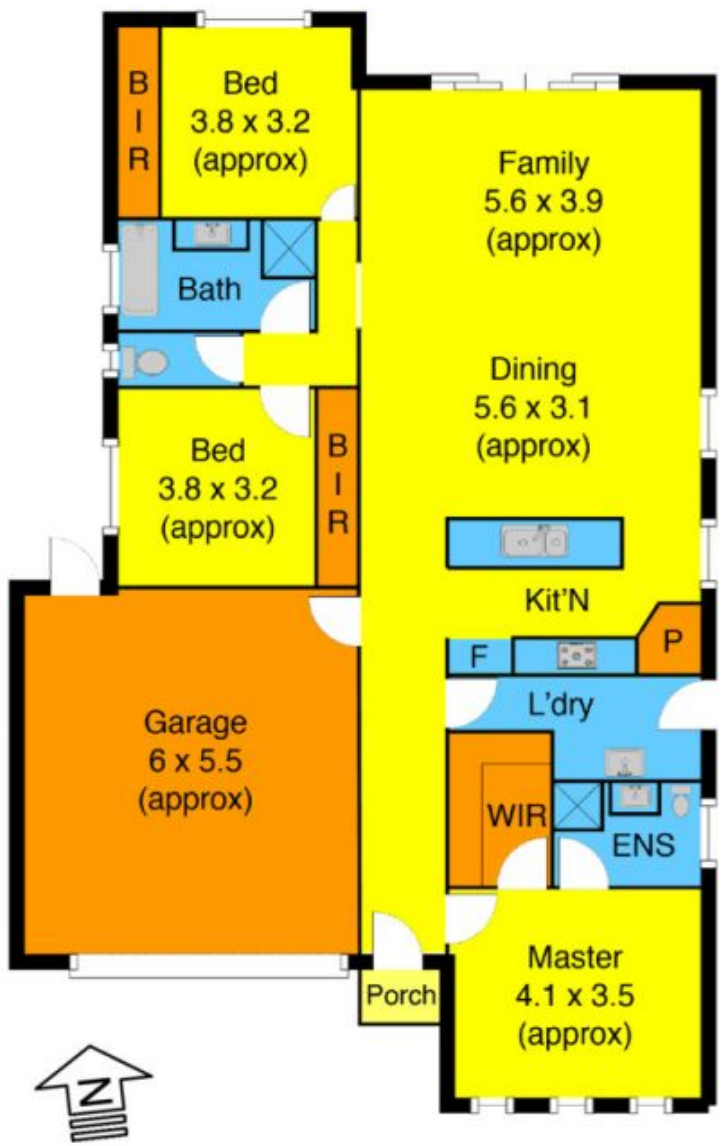 B
I
R
Bed
3.8 x 3.2
(approx)
Family
5.6 x 3.9
(approx)
Bath
Dining
5.6 x 3.1
(approx)
Bed
3.8 x 3.2
(approx)
B
I
R
Kit'N
F
P
L'dry
Garage
6 x 5.5
(approx)
WIR
ENS
Master
4.1 x 3.5
(approx)
Porch
N